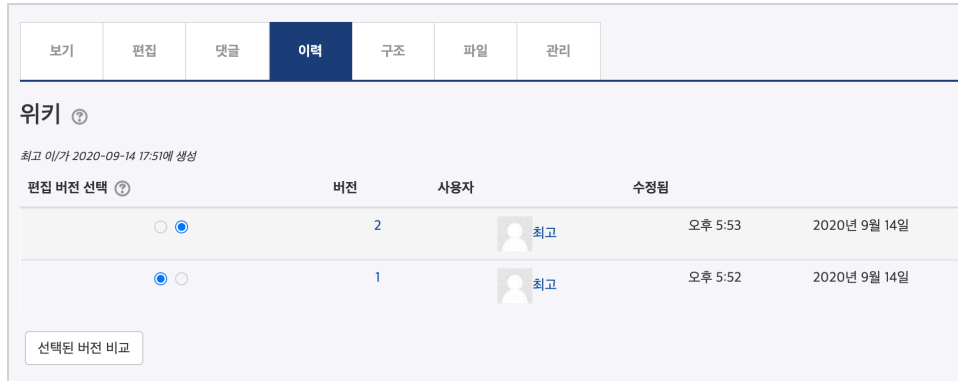 보기 편집 댓글 이력 구조 파일 관리
위키 ?
최고 이/가 2020-09-14 17:51에 생성
편집 버전 선택 ? 버전 사용자 수정됨
2 최고 오후 5:53 2020년 9월 14일
1 최고 오후 5:52 2020년 9월 14일
선택된 버전 비교